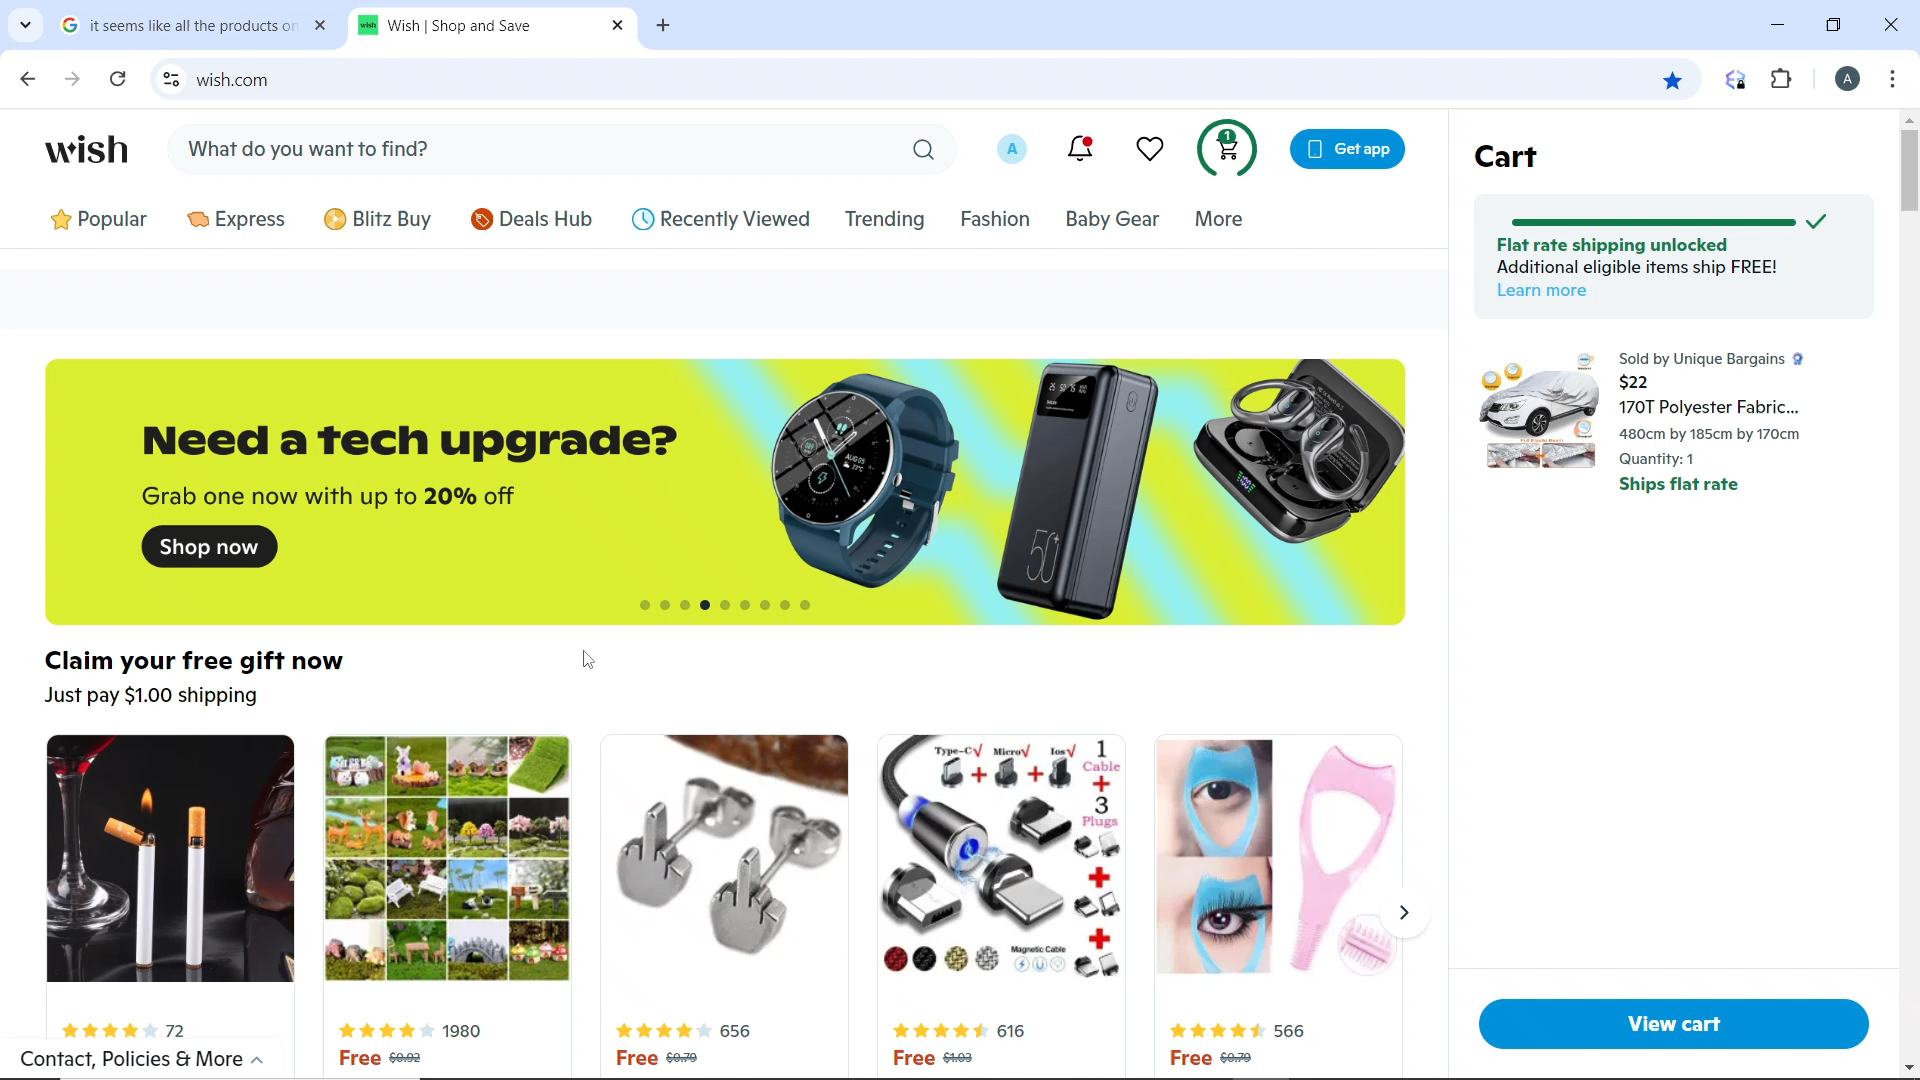 it seems like all the products on
Wish | Shop and Save
wish.com
A
wish
What do you want to find?
A
1
Get app
Popular
Express
Blitz Buy
Deals Hub
Recently Viewed
Trending
Fashion
Baby Gear
More
Need a tech upgrade?
Grab one now with up to 20% off
Shop now
Claim your free gift now
Just pay $1.00 shipping
Type-C Micro Ios 1
Cable
3
Plugs
Magnetic Cable
72
1980
656
616
566
Free $0.92
Free $0.79
Free $1.03
Free $0.79
Contact, Policies & More
Cart
Flat rate shipping unlocked
Additional eligible items ship FREE!
Learn more
Sold by Unique Bargains
$22
170T Polyester Fabric...
480cm by 185cm by 170cm
Quantity: 1
Ships flat rate
View cart